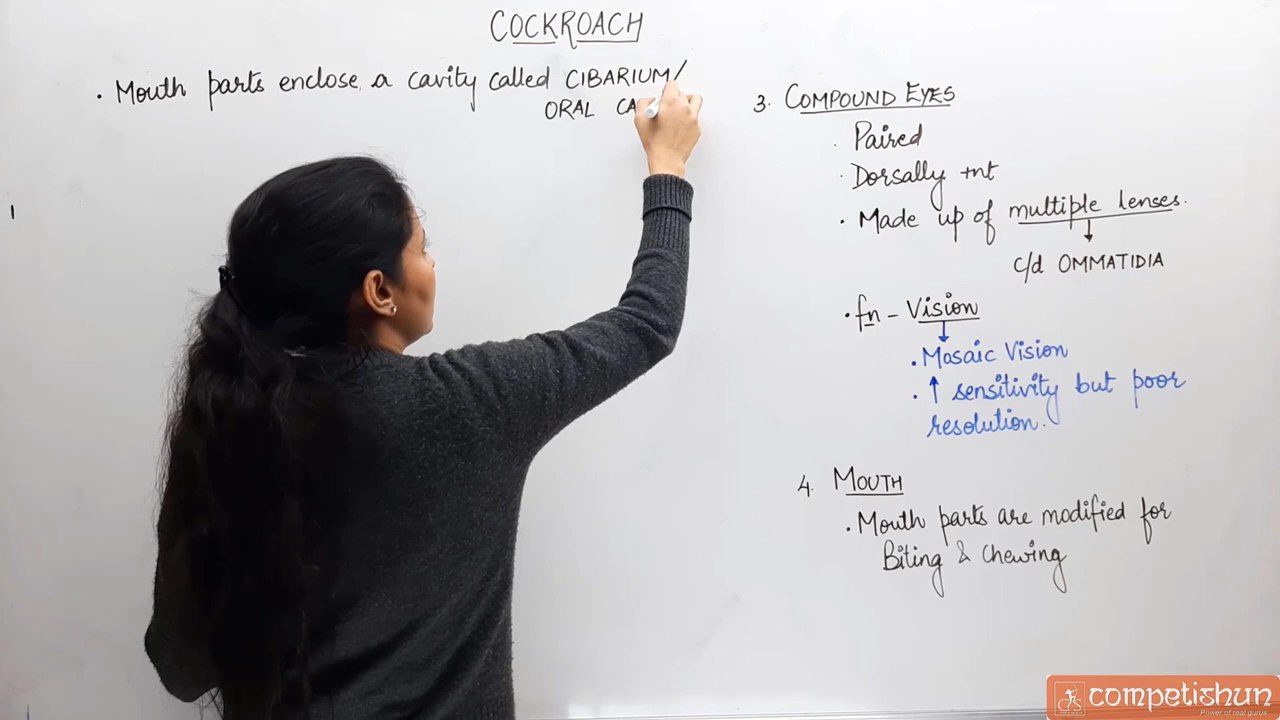 COCKROACH
. Mouth parts enclose a cavity called CIBARIUM/
ORAL CA
3. COMPOUND EYES
. Paired
. Dorsally +nt
. Made up of multiple lenses.
c/d OMMATIDIA
. fn - Vision
. Mosaic Vision
. ↑ sensitivity but poor
resolution.
4. MOUTH
. Mouth parts are modified for
Biting & Chewing
competishun
Power of real gurus